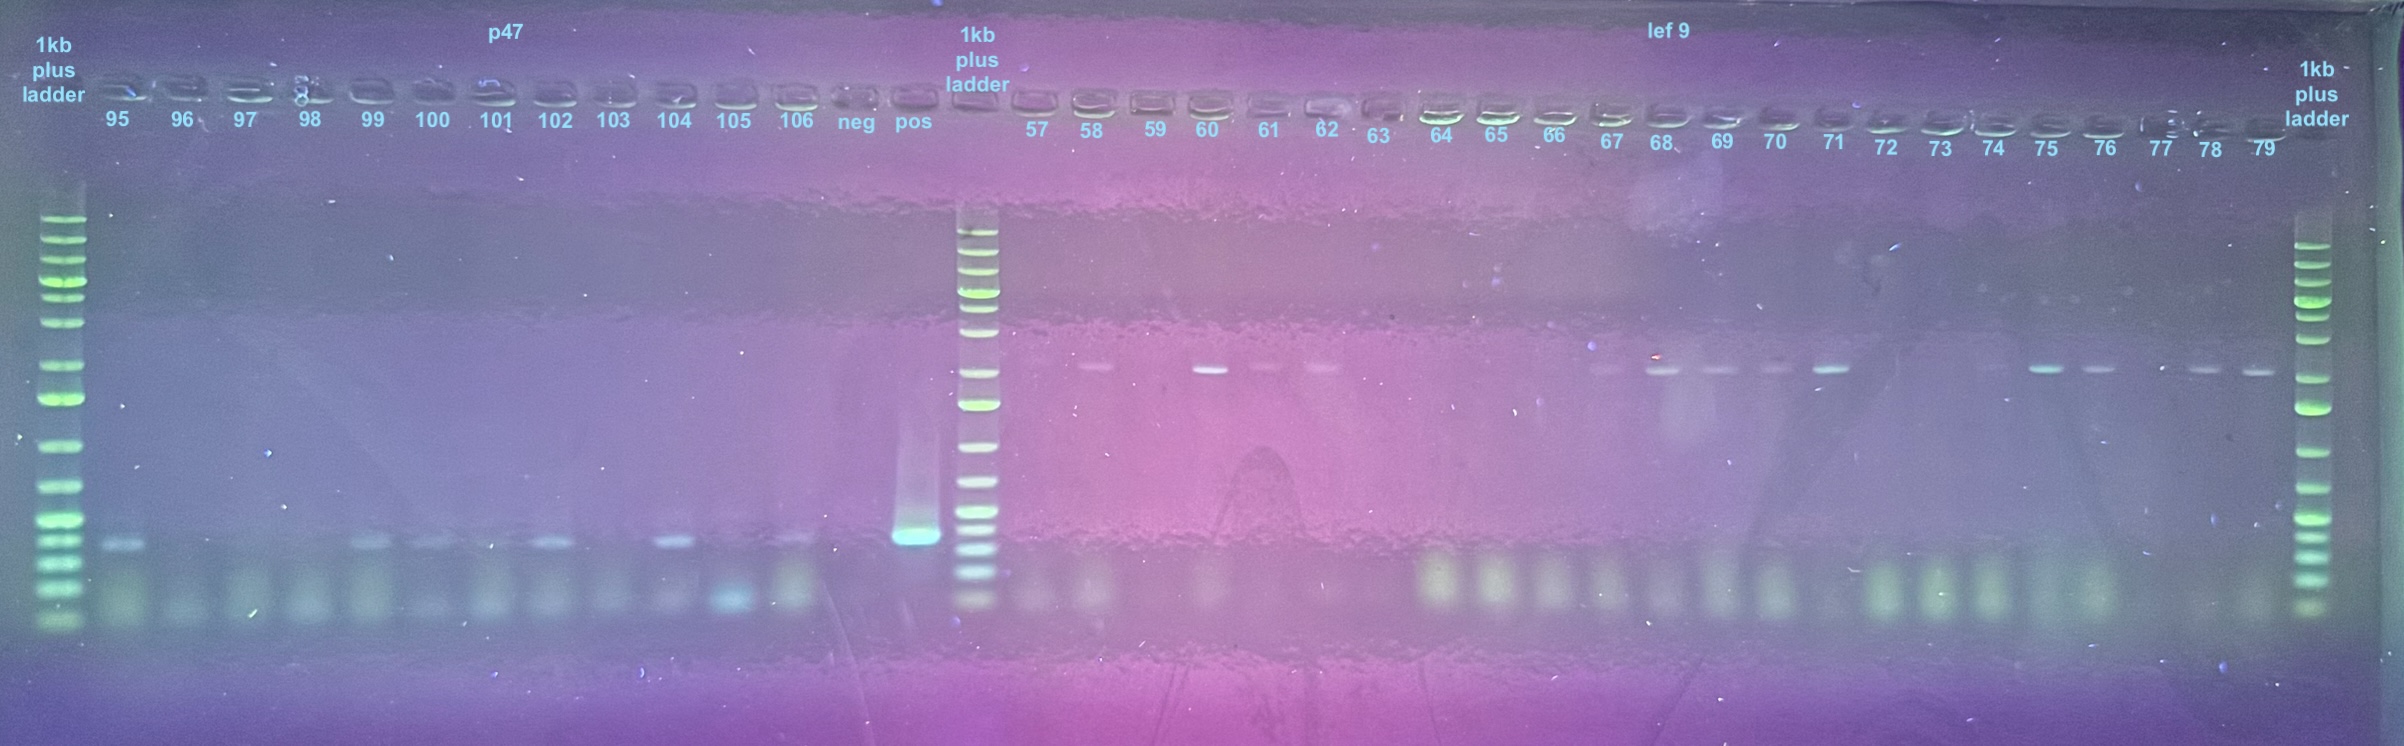 p47
lef 9
1kb
plus
ladder
95 96 97 98 99 100 101 102 103 104 105 106 neg pos
1kb
plus
ladder
57 58 59 60 61 62 63 64 65 66 67 68 69 70 71 72 73 74 75 76 77 78 79
1kb
plus
ladder